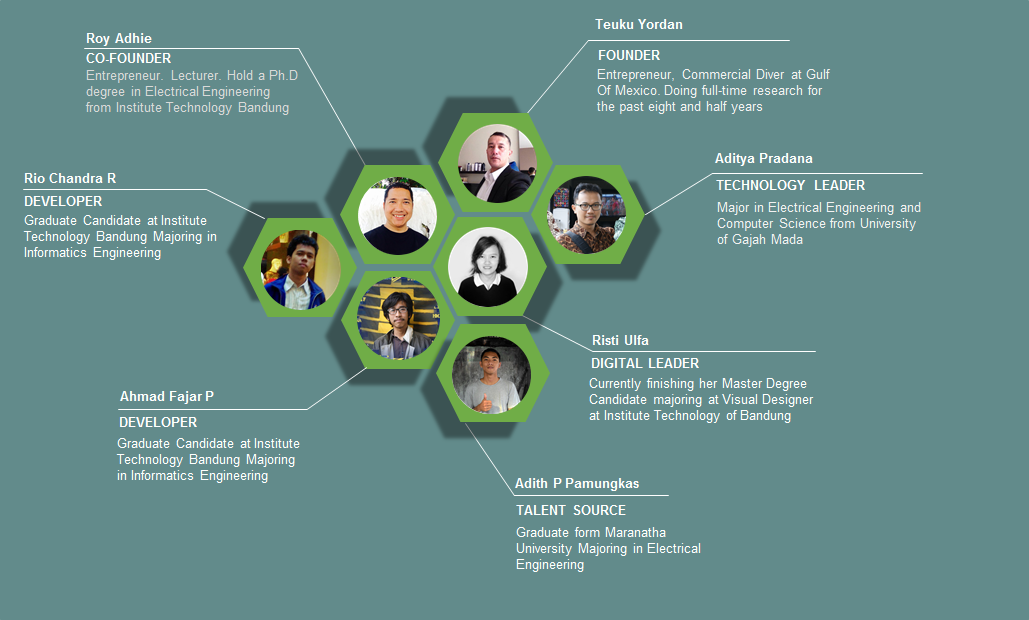 Roy Adhie
CO-FOUNDER
Entrepreneur. Lecturer. Hold a Ph.D
degree in Electrical Engineering
from Institute Technology Bandung
Teuku Yordan
FOUNDER
Entrepreneur, Commercial Diver at Gulf
Of Mexico. Doing full-time research for
the past eight and half years
Rio Chandra R
DEVELOPER
Graduate Candidate at Institute
Technology Bandung Majoring in
Informatics Engineering
Aditya Pradana
TECHNOLOGY LEADER
Major in Electrical Engineering and
Computer Science from University
of Gajah Mada
Risti Ulfa
DIGITAL LEADER
Currently finishing her Master Degree
Candidate majoring at Visual Designer
at Institute Technology of Bandung
Ahmad Fajar P
DEVELOPER
Graduate Candidate at Institute
Technology Bandung Majoring
in Informatics Engineering
Adith P Pamungkas
TALENT SOURCE
Graduate form Maranatha
University Majoring in Electrical
Engineering